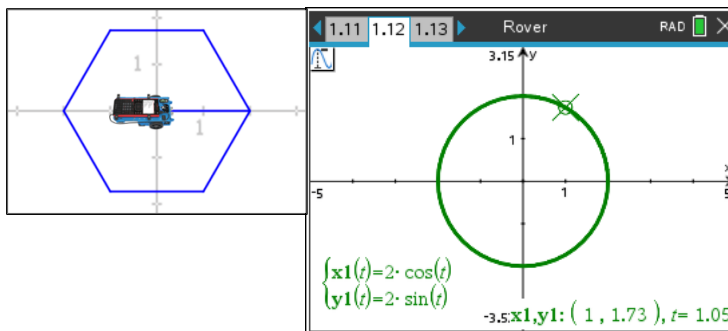 1
1
1.11 1.12 1.13 Rover RAD
3.15 y
1
x
-5 1 5
x1(t)=2· cos(t)
y1(t)=2· sin(t)
x1,y1: ( 1 , 1.73 ), t= 1.05